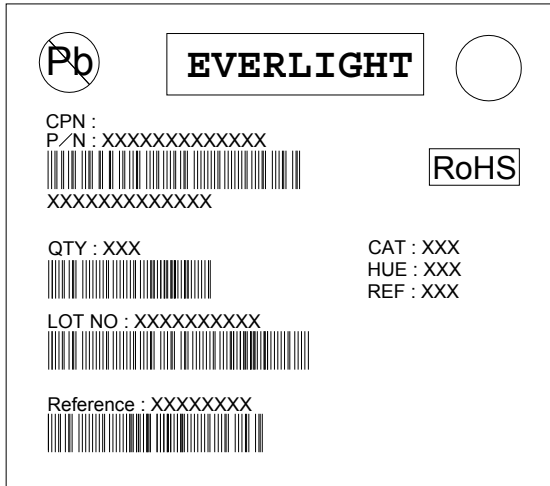 Pb
EVERLIGHT
CPN :
P/N : XXXXXXXXXXXXX
RoHS
XXXXXXXXXXXXX
QTY : XXX
CAT : XXX
HUE : XXX
REF : XXX
LOT NO : XXXXXXXXXX
Reference : XXXXXXXX